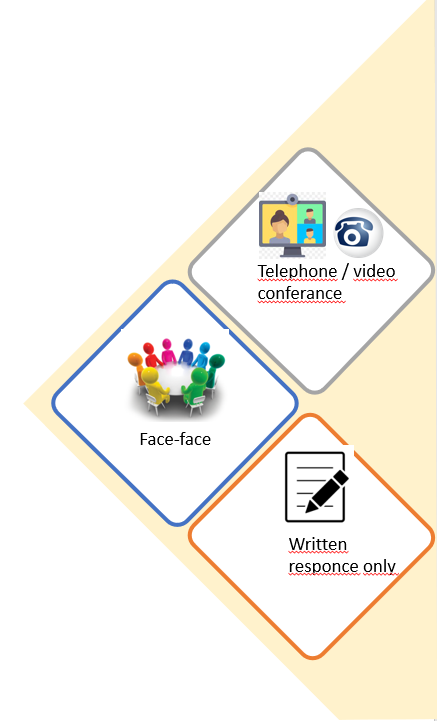 Telephone / video
conferance
Face-face
Written
responce only